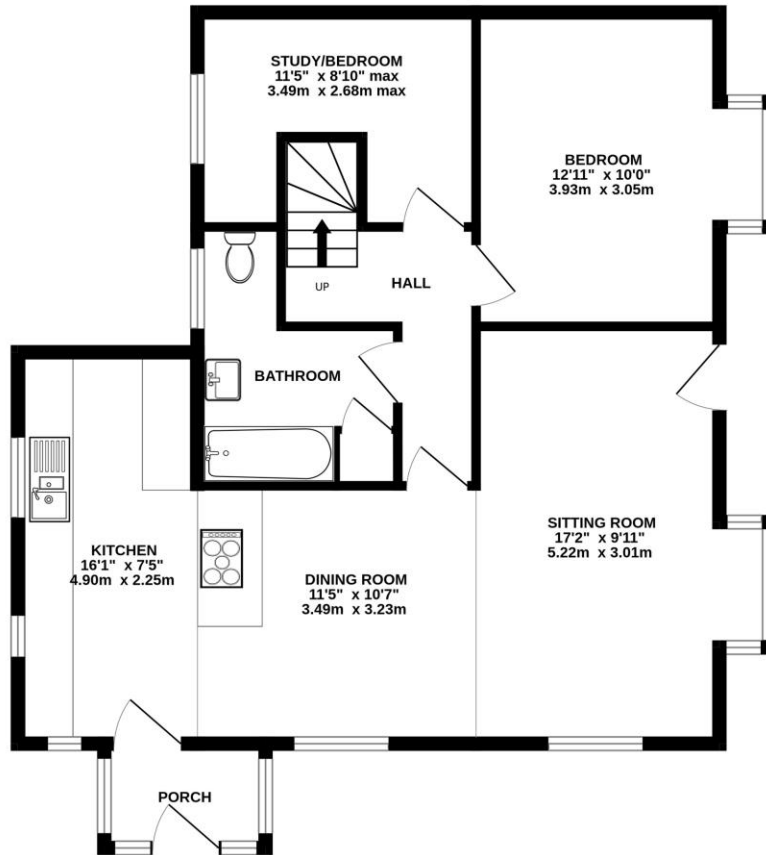 STUDY/BEDROOM
11'5" x 8'10" max
3.49m x 2.68m max
BEDROOM
12'11" x 10'0"
3.93m x 3.05m
UP
HALL
BATHROOM
KITCHEN
16'1" x 7'5"
4.90m x 2.25m
DINING ROOM
11'5" x 10'7"
3.49m x 3.23m
SITTING ROOM
17'2" x 9'11"
5.22m x 3.01m
PORCH